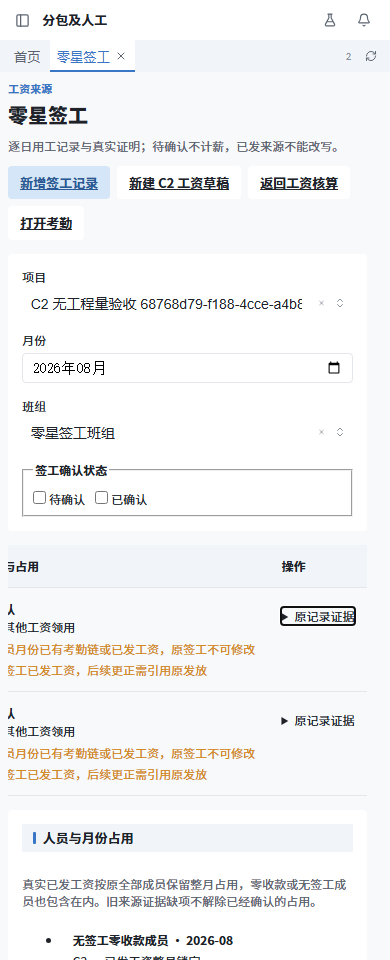 分包及人工
首页 零星签工 × 2
工资来源
零星签工
逐日用工记录与真实证明；待确认不计薪，已发来源不能改写。
新增签工记录 新建 C2 工资草稿 返回工资核算
打开考勤
项目
C2 无工程量验收 68768d79-f188-4cce-a4b8 ×
月份
2026年08月
班组
零星签工班组 ×
签工确认状态
待确认 已确认
与占用 操作
认
其他工资领用 ▶ 原记录证据
员月份已有考勤链或已发工资，原签工不可修改
签工已发工资，后续更正需引用原发放
认
其他工资领用 ▶ 原记录证据
员月份已有考勤链或已发工资，原签工不可修改
签工已发工资，后续更正需引用原发放
人员与月份占用
真实已发工资按原全部成员保留整月占用，零收款或无签工成
员也包含在内。旧来源证据缺项不解除已经确认的占用。
• 无签工零收款成员 · 2026-08